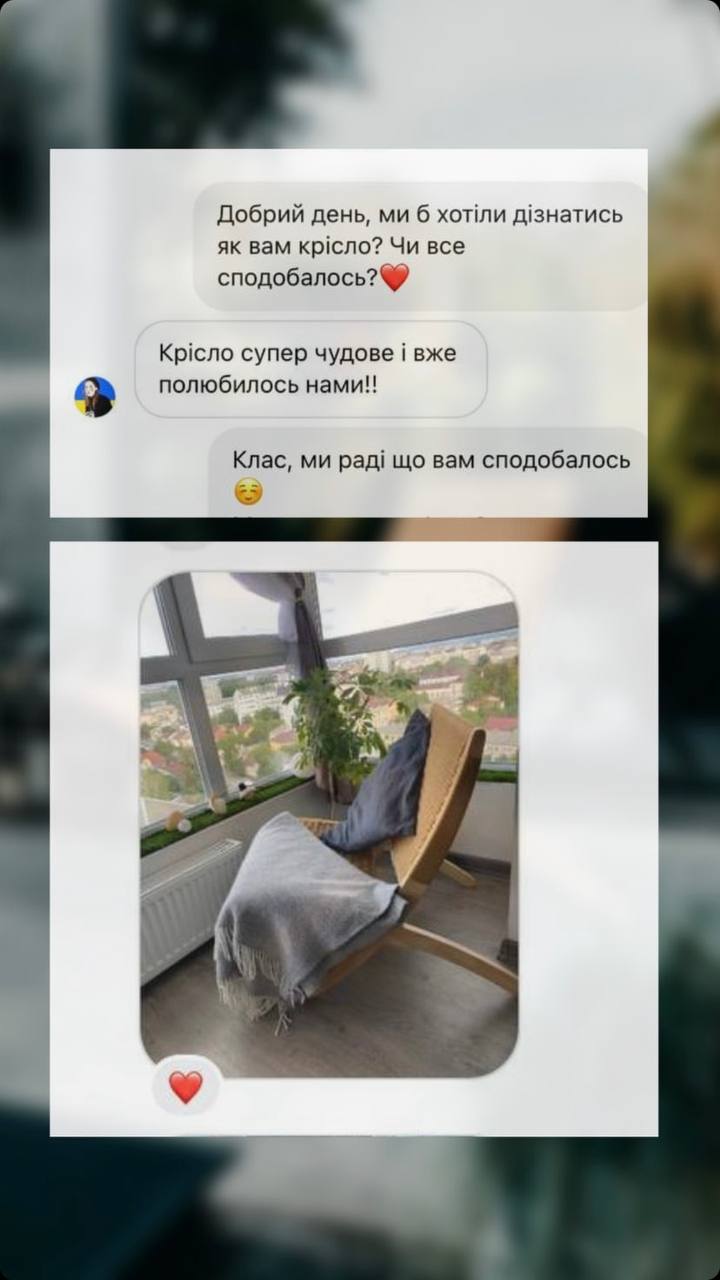 Добрий день, ми б хотіли дізнатись
як вам крісло? Чи все
сподобалось?❤️
Крісло супер чудове і вже
полюбилось нами!!
Клас, ми раді що вам сподобалось
☺️